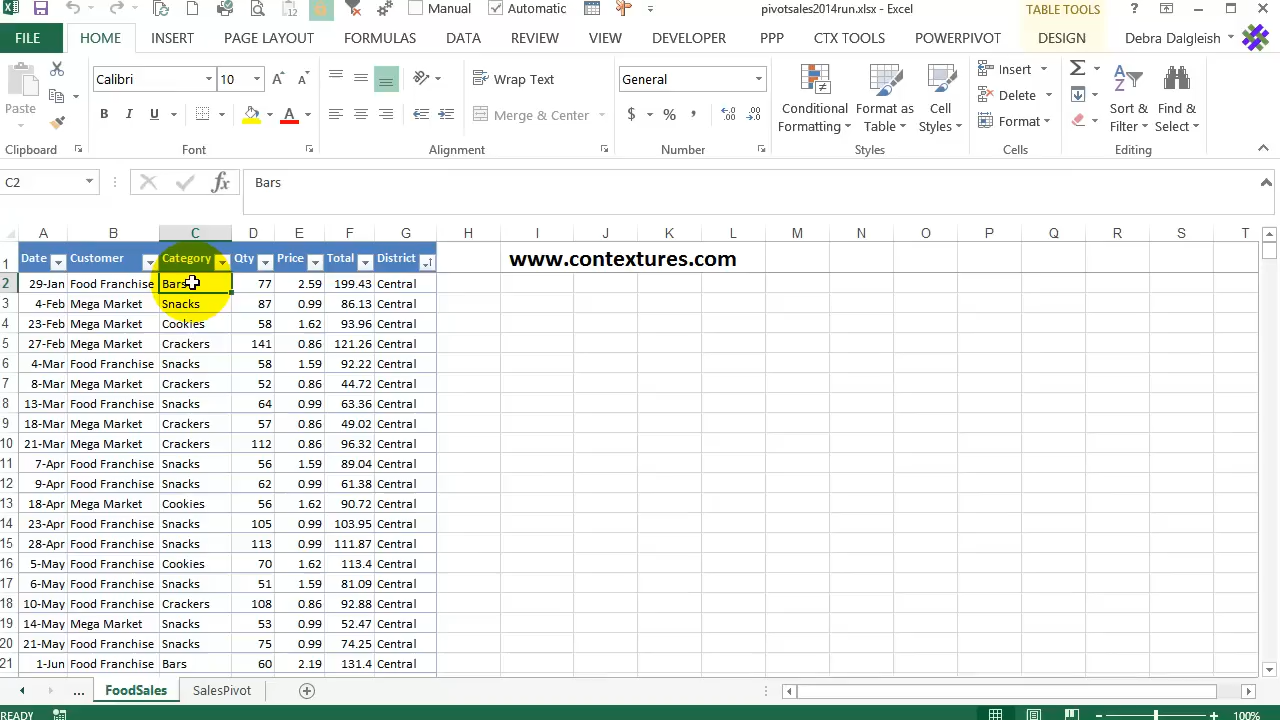 Manual Automatic pivotsales2014run.xlsx - Excel TABLE TOOLS ?
FILE HOME INSERT PAGE LAYOUT FORMULAS DATA REVIEW VIEW DEVELOPER PPP CTX TOOLS POWERPIVOT DESIGN Debra Dalgleish
Paste Calibri 10 Wrap Text General Conditional Formatting Format as Table Cell Styles Insert Sort & Filter Find & Select
B I U Merge & Center $ % , Delete
Format
Clipboard Font Alignment Number Styles Cells Editing
C2 fx Bars
A B C D E F G H I J K L M N O P Q R S T
1 Date Customer Category Qty Price Total District www.contextures.com
2 29-Jan Food Franchise Bars 77 2.59 199.43 Central
3 4-Feb Mega Market Snacks 87 0.99 86.13 Central
4 23-Feb Mega Market Cookies 58 1.62 93.96 Central
5 27-Feb Mega Market Crackers 141 0.86 121.26 Central
6 4-Mar Food Franchise Snacks 58 1.59 92.22 Central
7 8-Mar Mega Market Crackers 52 0.86 44.72 Central
8 13-Mar Food Franchise Snacks 64 0.99 63.36 Central
9 18-Mar Mega Market Crackers 57 0.86 49.02 Central
10 21-Mar Mega Market Crackers 112 0.86 96.32 Central
11 7-Apr Food Franchise Snacks 56 1.59 89.04 Central
12 9-Apr Food Franchise Snacks 62 0.99 61.38 Central
13 18-Apr Mega Market Cookies 56 1.62 90.72 Central
14 23-Apr Food Franchise Snacks 105 0.99 103.95 Central
15 28-Apr Food Franchise Snacks 113 0.99 111.87 Central
16 5-May Food Franchise Cookies 70 1.62 113.4 Central
17 6-May Food Franchise Snacks 51 1.59 81.09 Central
18 10-May Food Franchise Crackers 108 0.86 92.88 Central
19 14-May Mega Market Snacks 53 0.99 52.47 Central
20 21-May Food Franchise Snacks 75 0.99 74.25 Central
21 1-Jun Food Franchise Bars 60 2.19 131.4 Central
... FoodSales SalesPivot
READY 100%